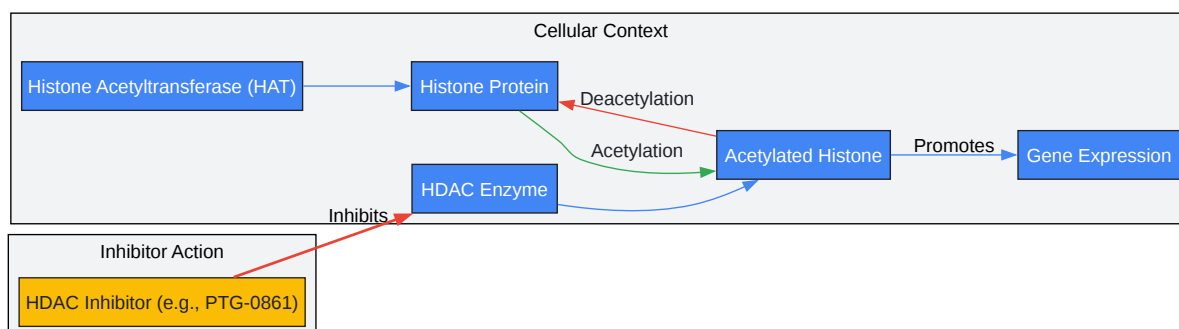 Cellular Context
Histone Acetyltransferase (HAT)
Histone Protein
Deacetylation
Acetylation
Acetylated Histone
Promotes
Gene Expression
HDAC Enzyme
Inhibits
Inhibitor Action
HDAC Inhibitor (e.g., PTG-0861)